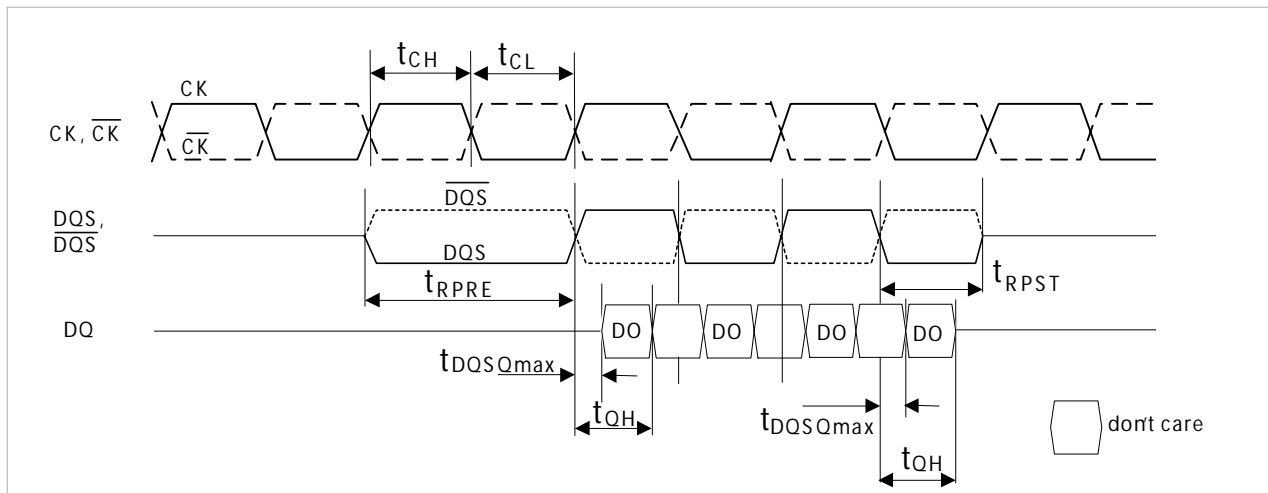 tCH
tCL
CK
CK, CK
CK
DQS
DQS,
DQS
DQS
tRPRE
tRPST
DQ
DO
DO
DO
DO
tDQSQmax
tQH
tDQSQmax
don't care
tQH